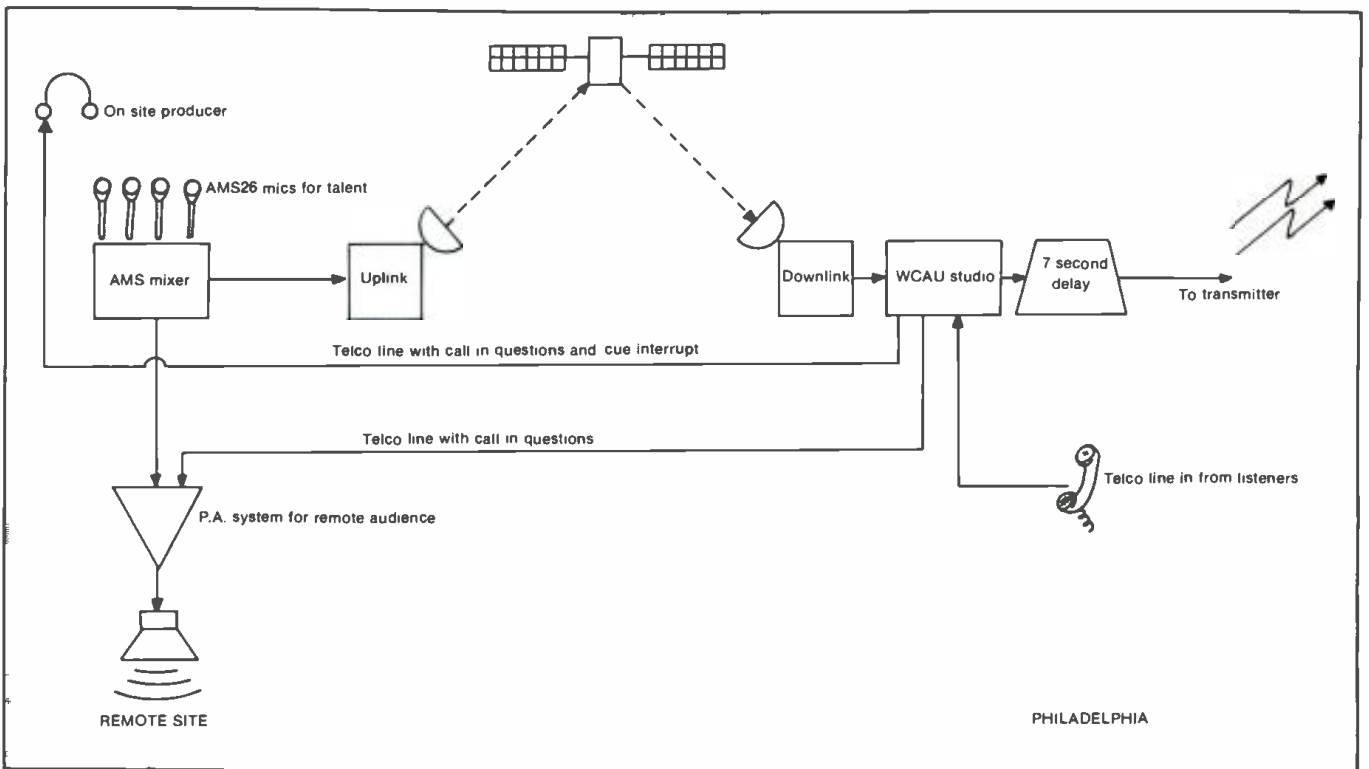 On site producer
AMS26 mics for talent
AMS mixer
Uplink
Downlink
WCAU studio
7 second
delay
To transmitter
Telco line with call in questions and cue interrupt
Telco line with call in questions
Telco line in from listeners
P.A. system for remote audience
REMOTE SITE
PHILADELPHIA